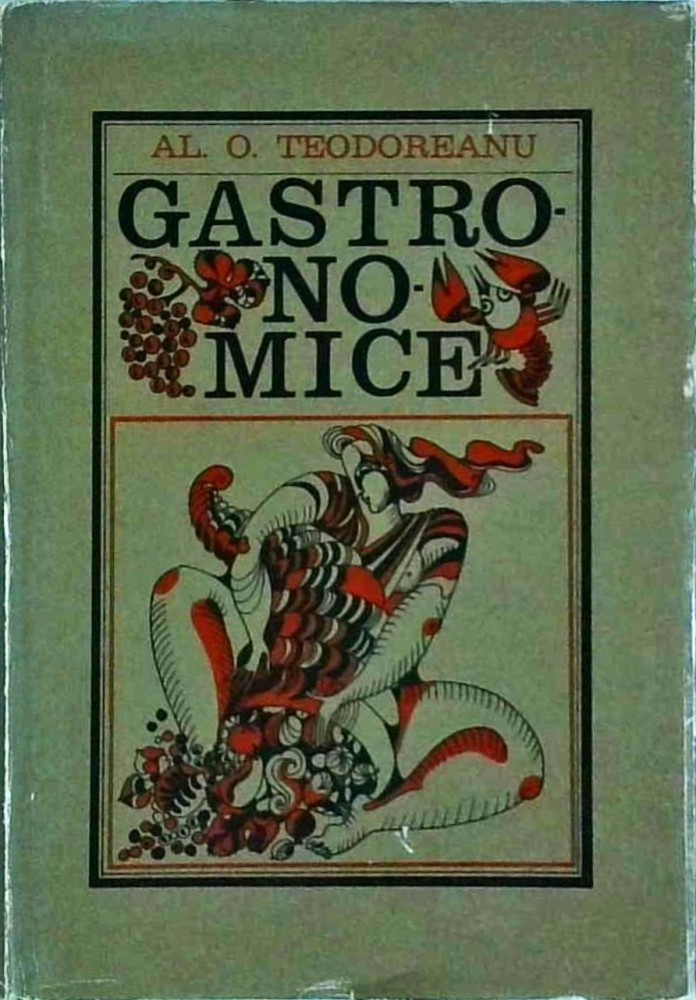 AL. O. TEODOREANU
GASTRO-
NO-
MICE